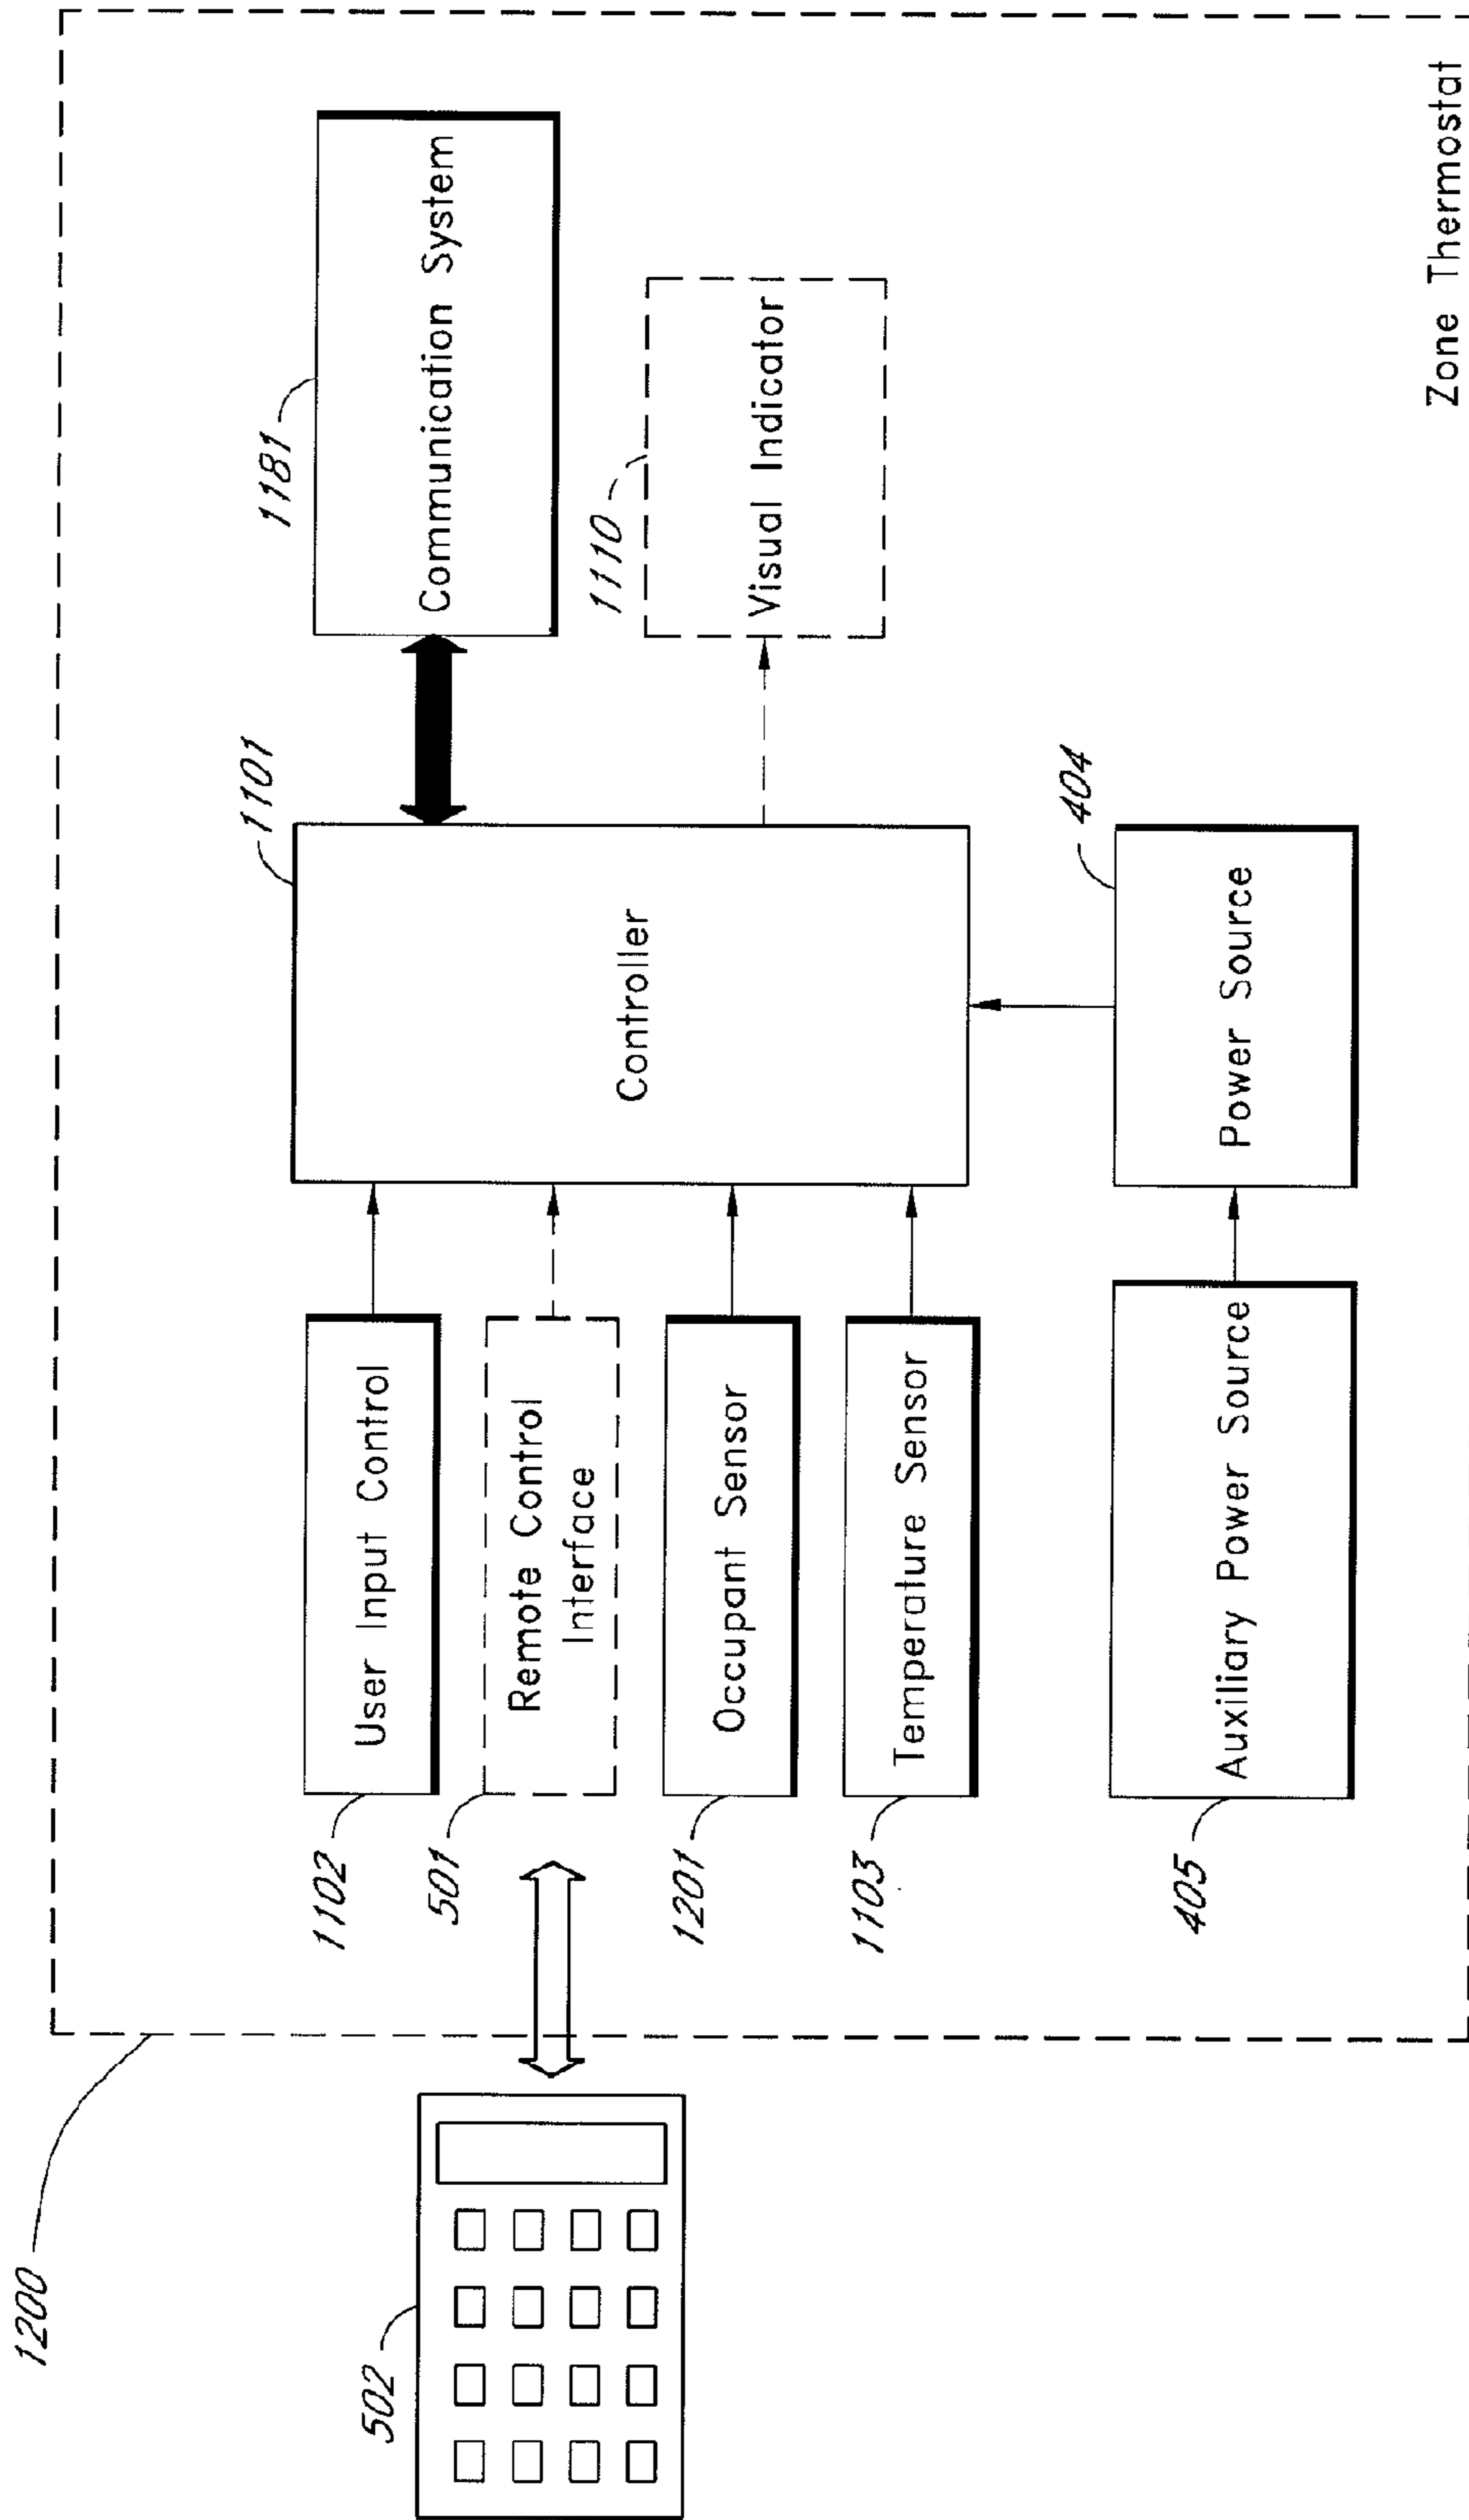 1200
1101
1181
Communication System
1102
User Input Control
Controller
1110
Visual Indicator
502
501
Remote Control
Interface
1201
Occupant Sensor
1103
Temperature Sensor
404
Power Source
405
Auxiliary Power Source
Zone Thermostat